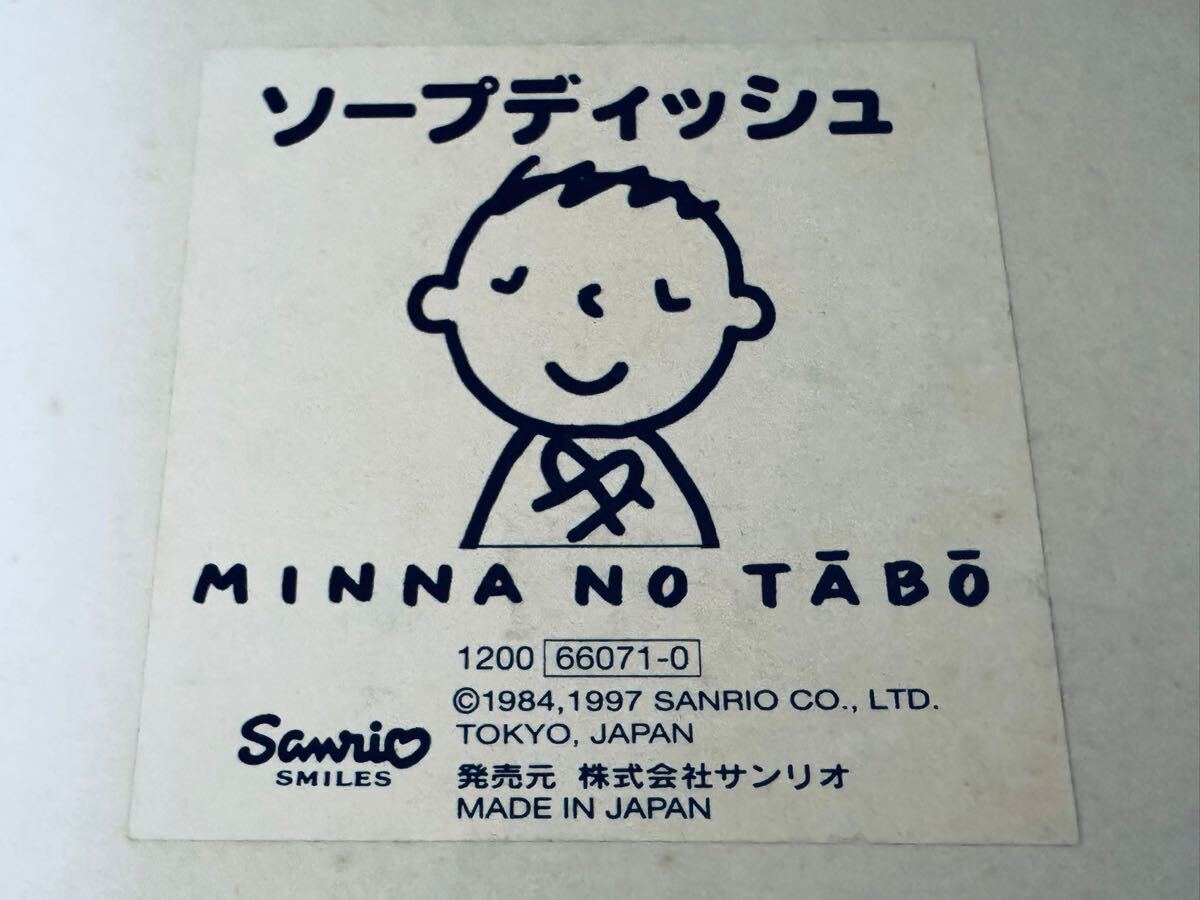 ソープディッシュ
MINNA NO TĀBŌ
1200 66071-0
©1984,1997 SANRIO CO., LTD.
TOKYO, JAPAN
Sanrio
SMILES
発売元 株式会社サンリオ
MADE IN JAPAN